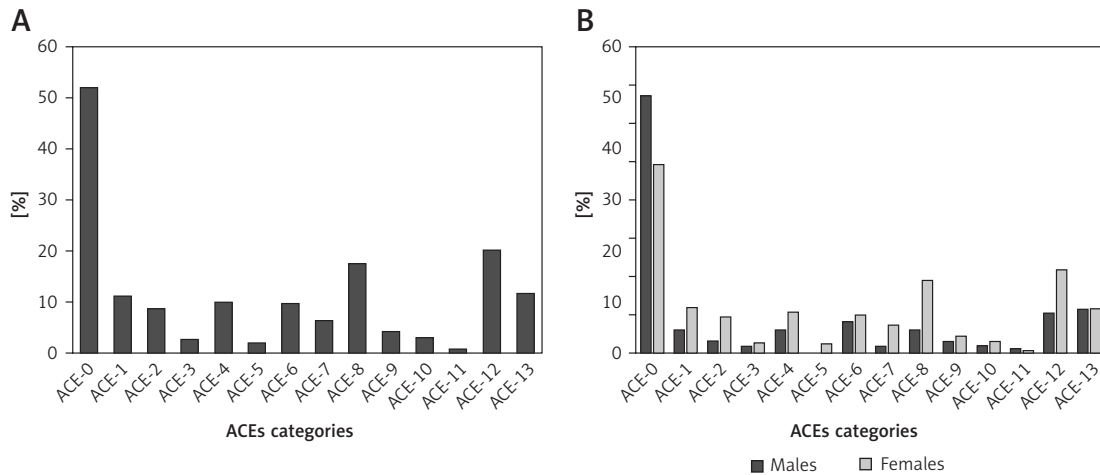 A
[%]
60
50
40
30
20
10
0
ACE-0
ACE-1
ACE-2
ACE-3
ACE-4
ACE-5
ACE-6
ACE-7
ACE-8
ACE-9
ACE-10
ACE-11
ACE-12
ACE-13
ACEs categories
B
[%]
60
50
40
30
20
10
0
ACE-0
ACE-1
ACE-2
ACE-3
ACE-4
ACE-5
ACE-6
ACE-7
ACE-8
ACE-9
ACE-10
ACE-11
ACE-12
ACE-13
ACEs categories
Males Females